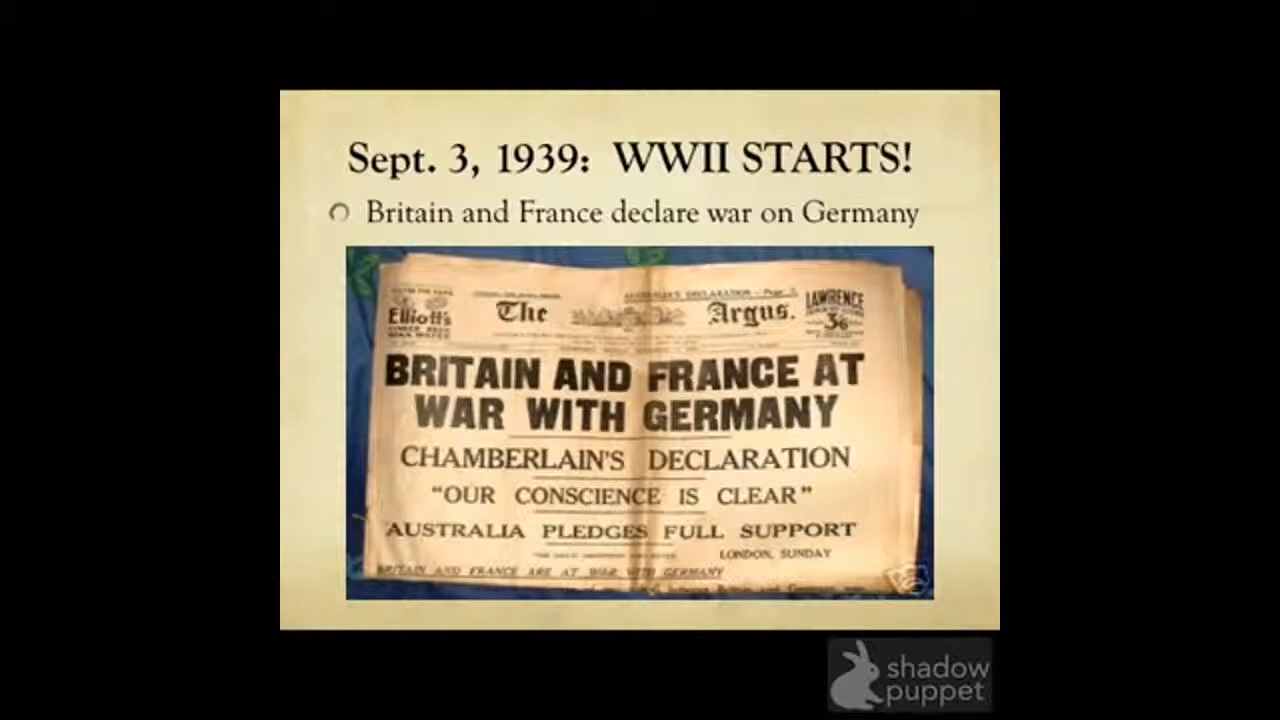 Sept. 3, 1939: WWII STARTS!
Britain and France declare war on Germany
Elliott's
The Argus.
LAWRENCE
36
BRITAIN AND FRANCE AT
WAR WITH GERMANY
CHAMBERLAIN'S DECLARATION
"OUR CONSCIENCE IS CLEAR"
AUSTRALIA PLEDGES FULL SUPPORT
LONDON, SUNDAY
BRITAIN AND FRANCE ARE AT WAR WITH GERMANY
shadow
puppet